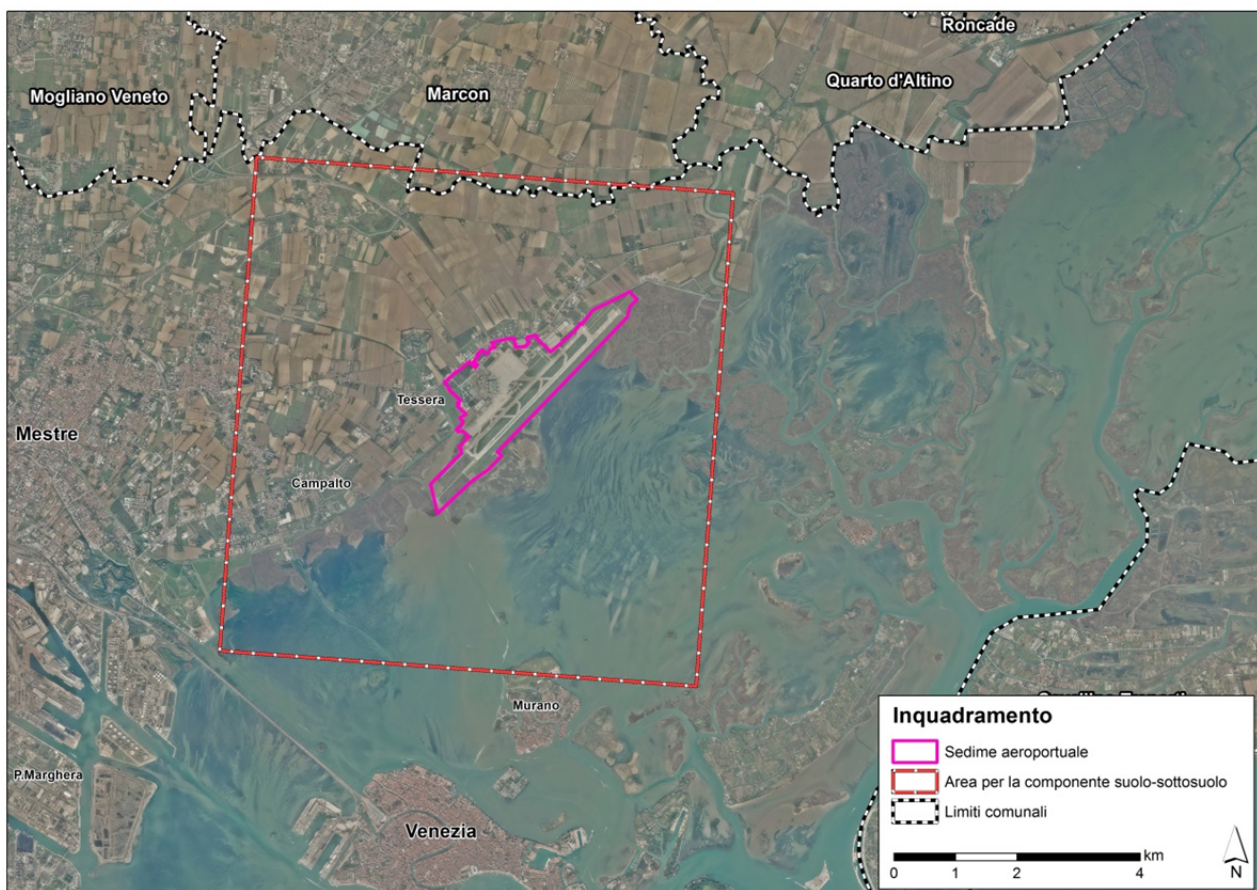 Roncade
Quarto d'Altino
Marcon
Mogliano Veneto
Tessera
Mestre
Campalto
Murano
P.Marghera
Venezia
Inquadramento
Sedime aeroportuale
Area per la componente suolo-sottosuolo
Limiti comunali
km
0 1 2 4
N